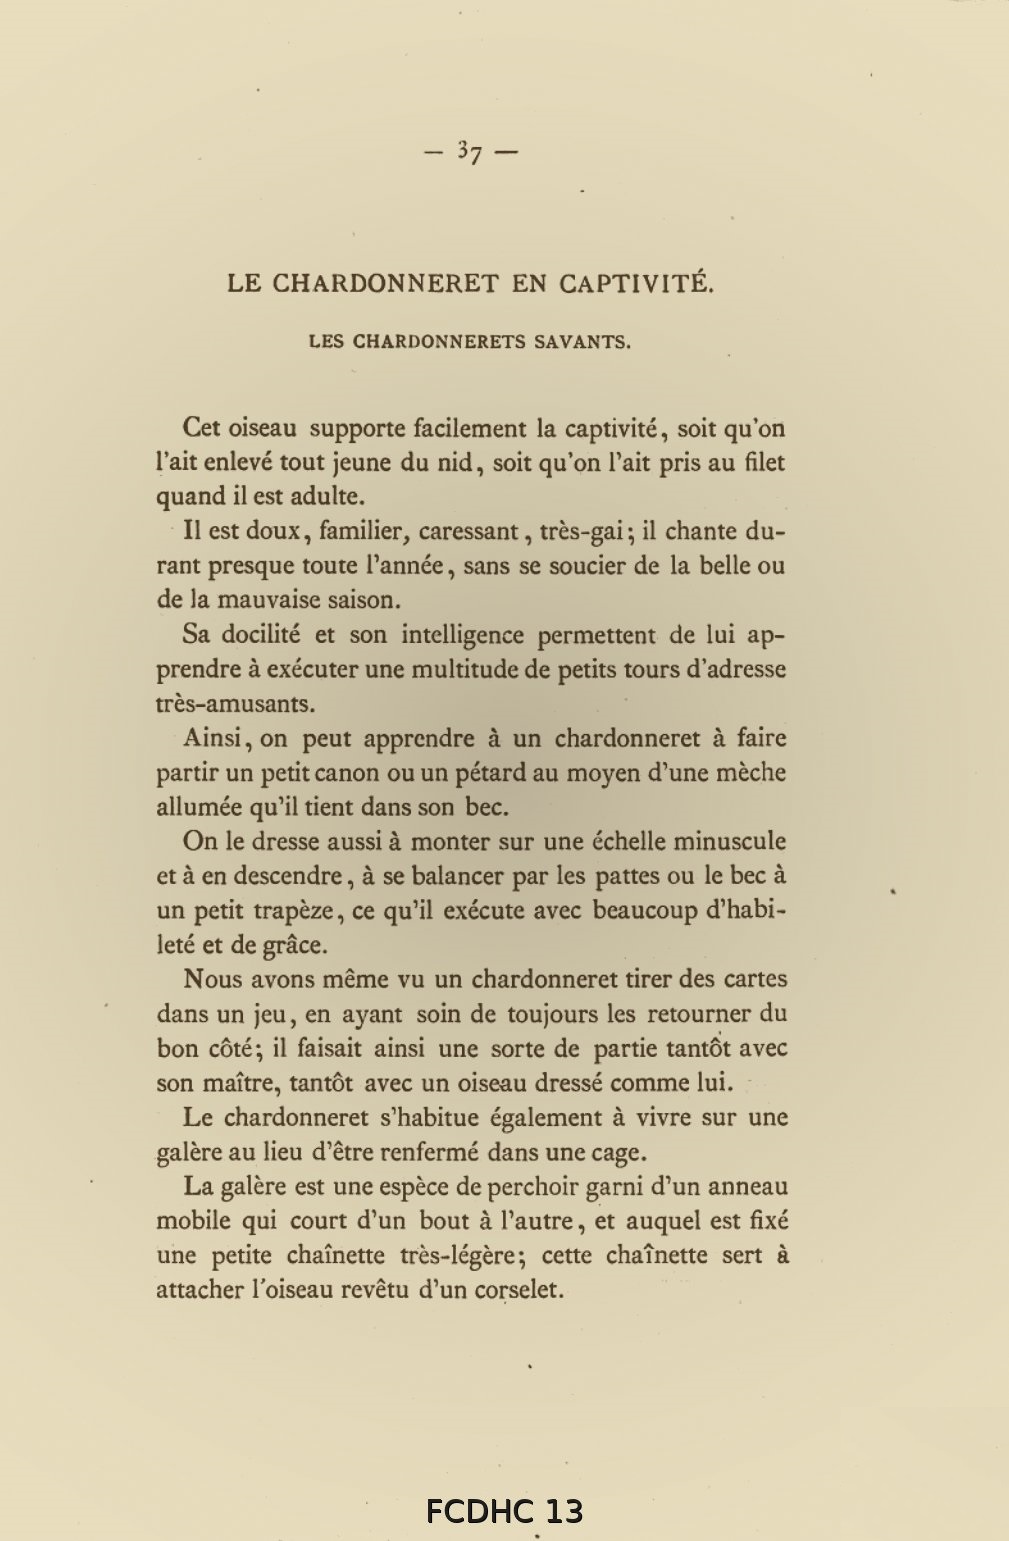 — 37 —
LE CHARDONNERET EN CAPTIVITÉ.
LES CHARDONNERETS SAVANTS.
Cet oiseau supporte facilement la captivité, soit qu'on
l'ait enlevé tout jeune du nid, soit qu'on l'ait pris au filet
quand il est adulte.
Il est doux, familier, caressant, très-gai; il chante du-
rant presque toute l'année, sans se soucier de la belle ou
de la mauvaise saison.
Sa docilité et son intelligence permettent de lui ap-
prendre à exécuter une multitude de petits tours d'adresse
très-amusants.
Ainsi, on peut apprendre à un chardonneret à faire
partir un petit canon ou un pétard au moyen d'une mèche
allumée qu'il tient dans son bec.
On le dresse aussi à monter sur une échelle minuscule
et à en descendre, à se balancer par les pattes ou le bec à
un petit trapèze, ce qu'il exécute avec beaucoup d'habi-
leté et de grâce.
Nous avons même vu un chardonneret tirer des cartes
dans un jeu, en ayant soin de toujours les retourner du
bon côté; il faisait ainsi une sorte de partie tantôt avec
son maître, tantôt avec un oiseau dressé comme lui.
Le chardonneret s'habitue également à vivre sur une
galère au lieu d'être renfermé dans une cage.
La galère est une espèce de perchoir garni d'un anneau
mobile qui court d'un bout à l'autre, et auquel est fixé
une petite chaînette très-légère; cette chaînette sert à
attacher l'oiseau revêtu d'un corselet.
FCDHC 13